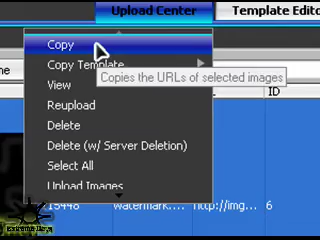 Upload Center
Template Edito
Copy
Copy Template
Copies the URLs of selected images
me
ID
View
Reupload
Delete
Delete (w/ Server Deletion)
Select All
Upload Images
15448 watermark.... http://img... 6